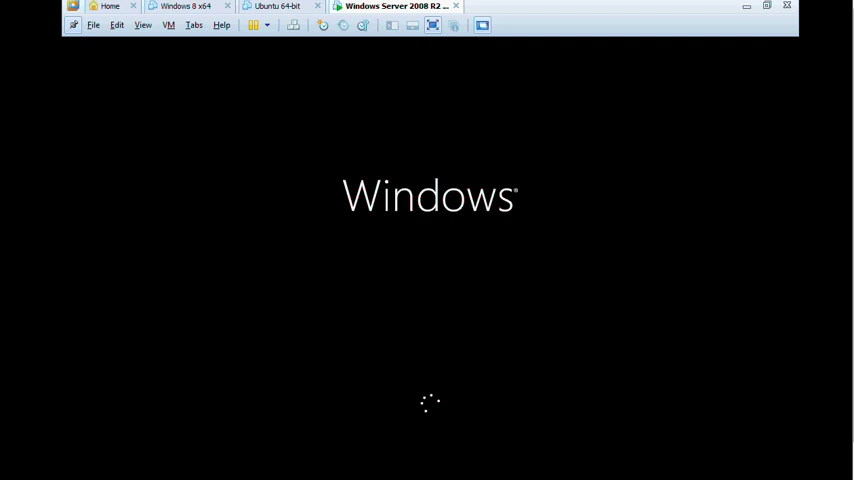 Home Windows 8 x64 Ubuntu 64-bit Windows Server 2008 R2 ...
File Edit View VM Tabs Help
Windows®